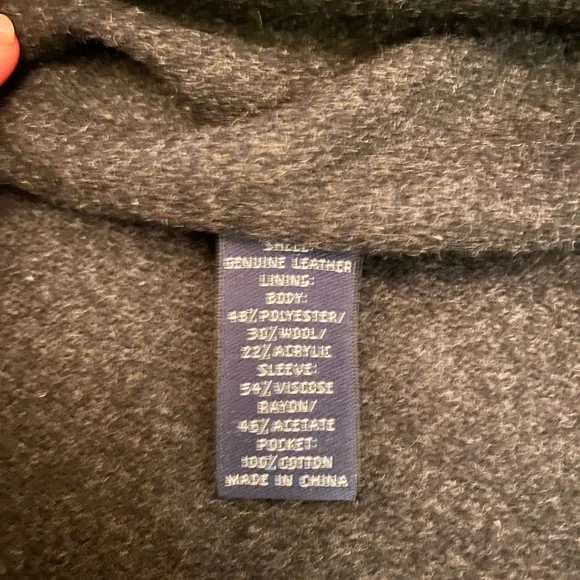 SHELL:
GENUINE LEATHER
LINING:
BODY:
48%POLYESTER/
30%WOOL/
22%ACRYLIC
SLEEVE:
54%VISCOSE
RAYON/
46%ACETATE
POCKET:
100%COTTON
MADE IN CHINA